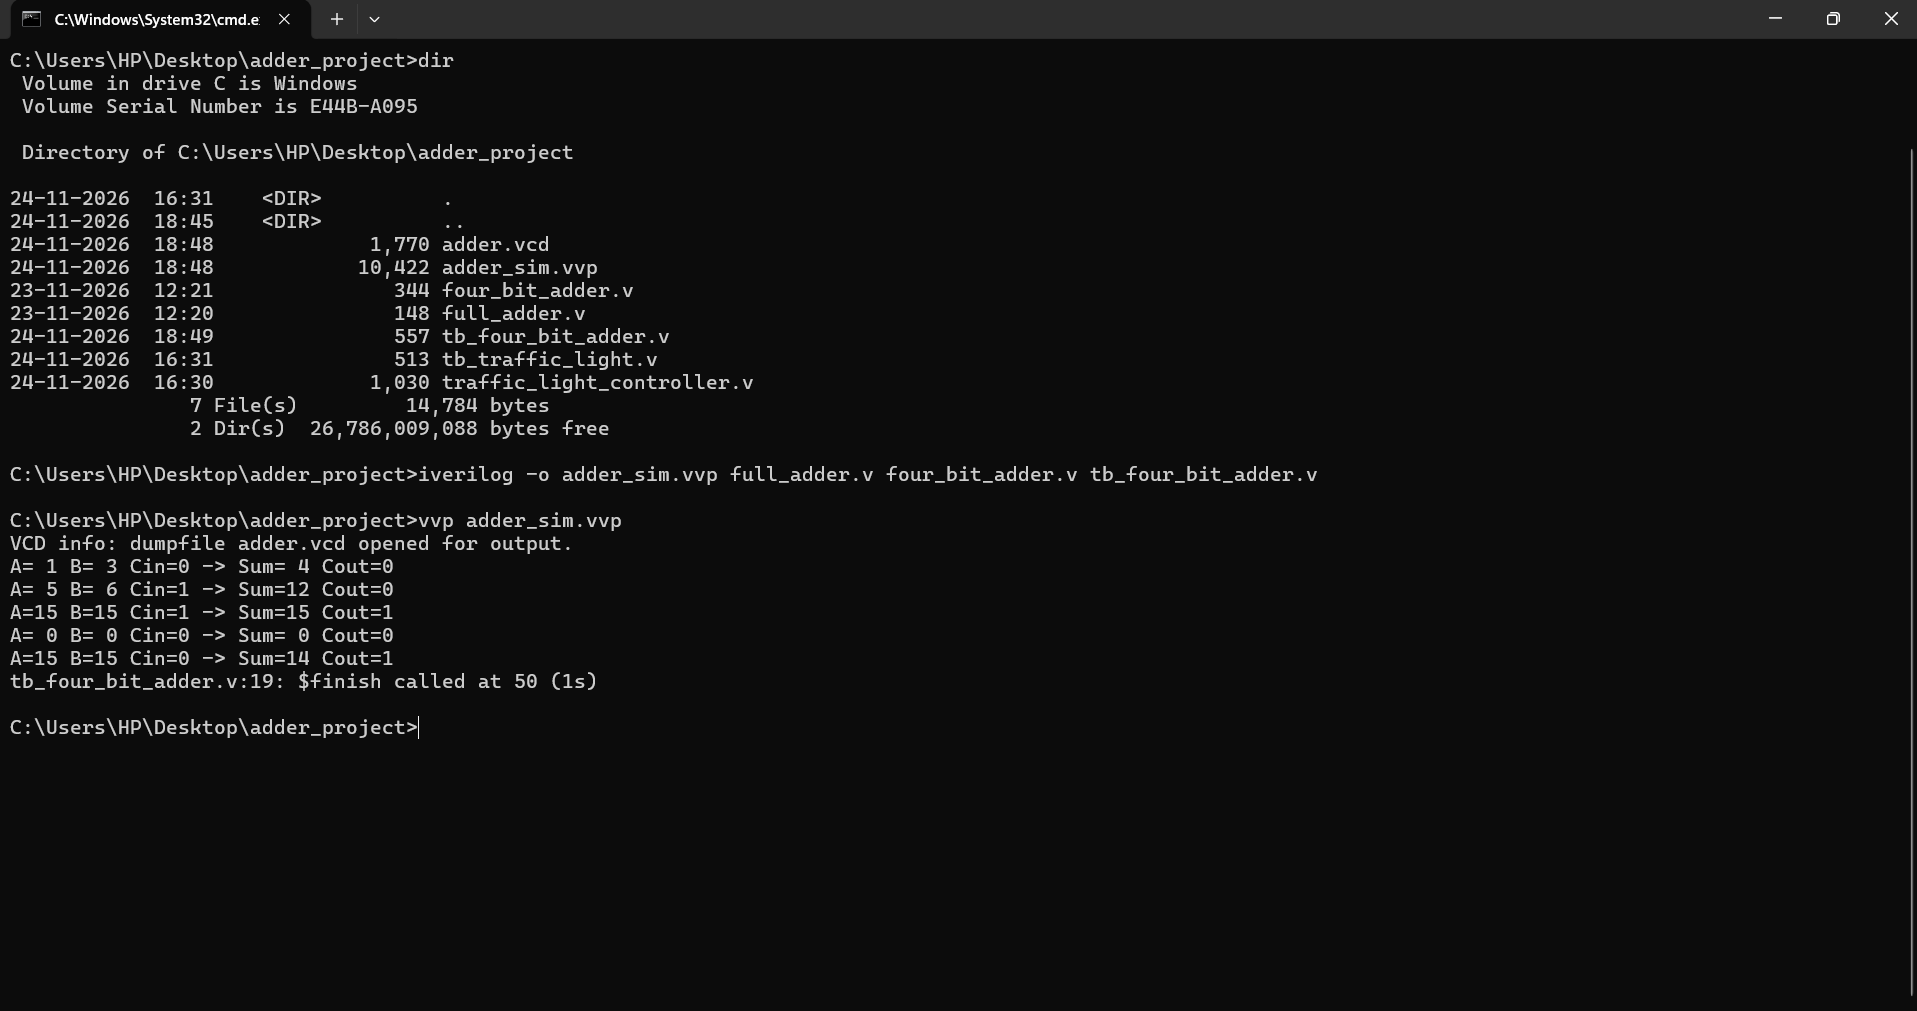 C:\Windows\System32\cmd.e
C:\Users\HP\Desktop\adder_project>dir
 Volume in drive C is Windows
 Volume Serial Number is E44B-A095
 Directory of C:\Users\HP\Desktop\adder_project
24-11-2026  16:31    <DIR>          .
24-11-2026  18:45    <DIR>          ..
24-11-2026  18:48             1,770 adder.vcd
24-11-2026  18:48            10,422 adder_sim.vvp
23-11-2026  12:21               344 four_bit_adder.v
23-11-2026  12:20               148 full_adder.v
24-11-2026  18:49               557 tb_four_bit_adder.v
24-11-2026  16:31               513 tb_traffic_light.v
24-11-2026  16:30             1,030 traffic_light_controller.v
               7 File(s)         14,784 bytes
               2 Dir(s)  26,786,009,088 bytes free
C:\Users\HP\Desktop\adder_project>iverilog -o adder_sim.vvp full_adder.v four_bit_adder.v tb_four_bit_adder.v
C:\Users\HP\Desktop\adder_project>vvp adder_sim.vvp
VCD info: dumpfile adder.vcd opened for output.
A= 1 B= 3 Cin=0 -> Sum= 4 Cout=0
A= 5 B= 6 Cin=1 -> Sum=12 Cout=0
A=15 B=15 Cin=1 -> Sum=15 Cout=1
A= 0 B= 0 Cin=0 -> Sum= 0 Cout=0
A=15 B=15 Cin=0 -> Sum=14 Cout=1
tb_four_bit_adder.v:19: $finish called at 50 (1s)
C:\Users\HP\Desktop\adder_project>